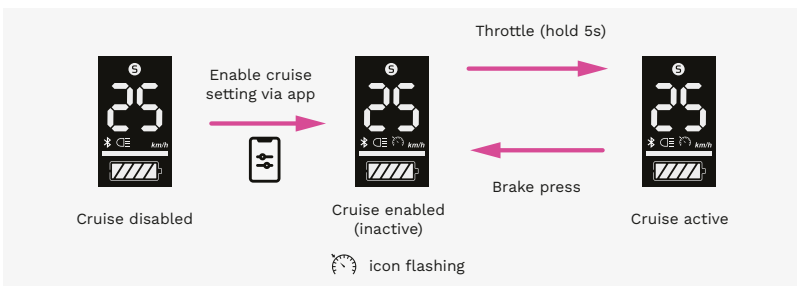 Throttle (hold 5s)
S
25
km/h
Enable cruise
setting via app
S
25
km/h
S
25
km/h
Brake press
Cruise disabled
Cruise enabled
(inactive)
Cruise active
icon flashing